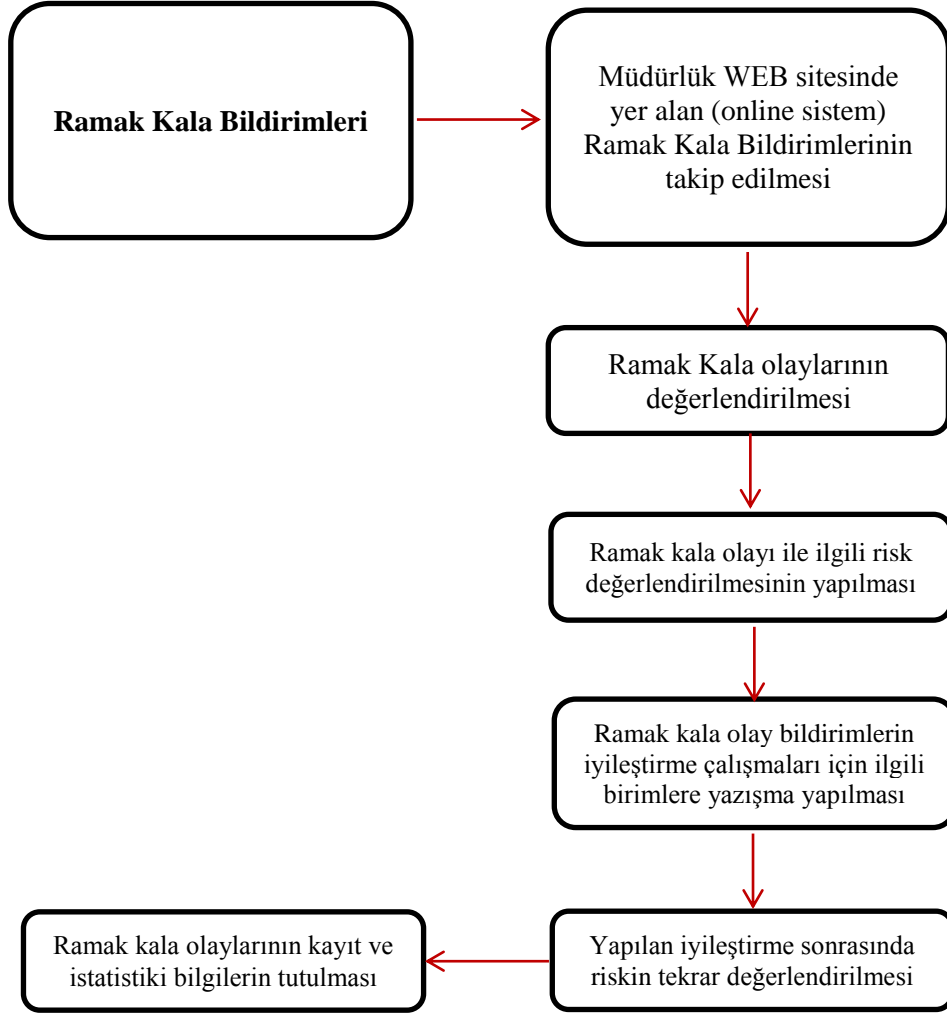 Ramak Kala Bildirimleri
Müdürlük WEB sitesinde
yer alan (online sistem)
Ramak Kala Bildirimlerinin
takip edilmesi
Ramak Kala olaylarının
değerlendirilmesi
Ramak kala olayı ile ilgili risk
değerlendirilmesinin yapılması
Ramak kala olay bildirimlerin
iyileştirme çalışmaları için ilgili
birimlere yazışma yapılması
Yapılan iyileştirme sonrasında
riskin tekrar değerlendirilmesi
Ramak kala olaylarının kayıt ve
istatistiki bilgilerin tutulması